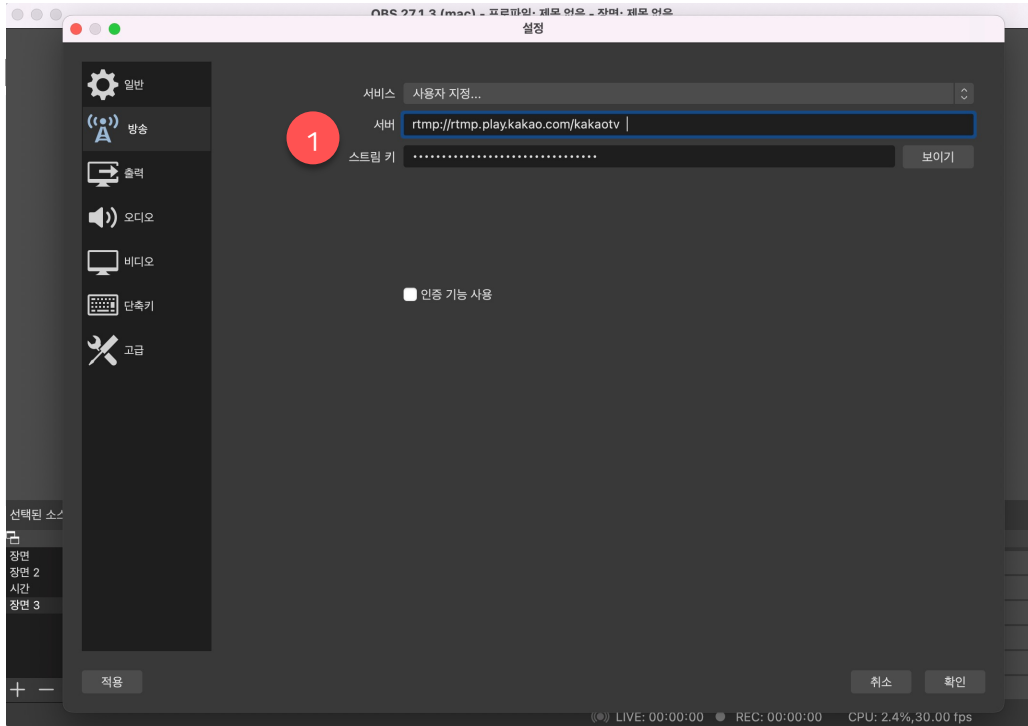 OBS 27.1.3 (mac) - 프로파일: 제목 없음 - 장면: 제목 없음
설정
일반
방송
출력
오디오
비디오
단축키
고급
서비스 사용자 지정...
1
서버 rtmp://rtmp.play.kakao.com/kakaotv
스트림 키 ································ 보이기
인증 기능 사용
선택된 소스
장면
장면 2
시간
장면 3
적용 취소 확인
LIVE: 00:00:00 REC: 00:00:00 CPU: 2.4%,30.00 fps